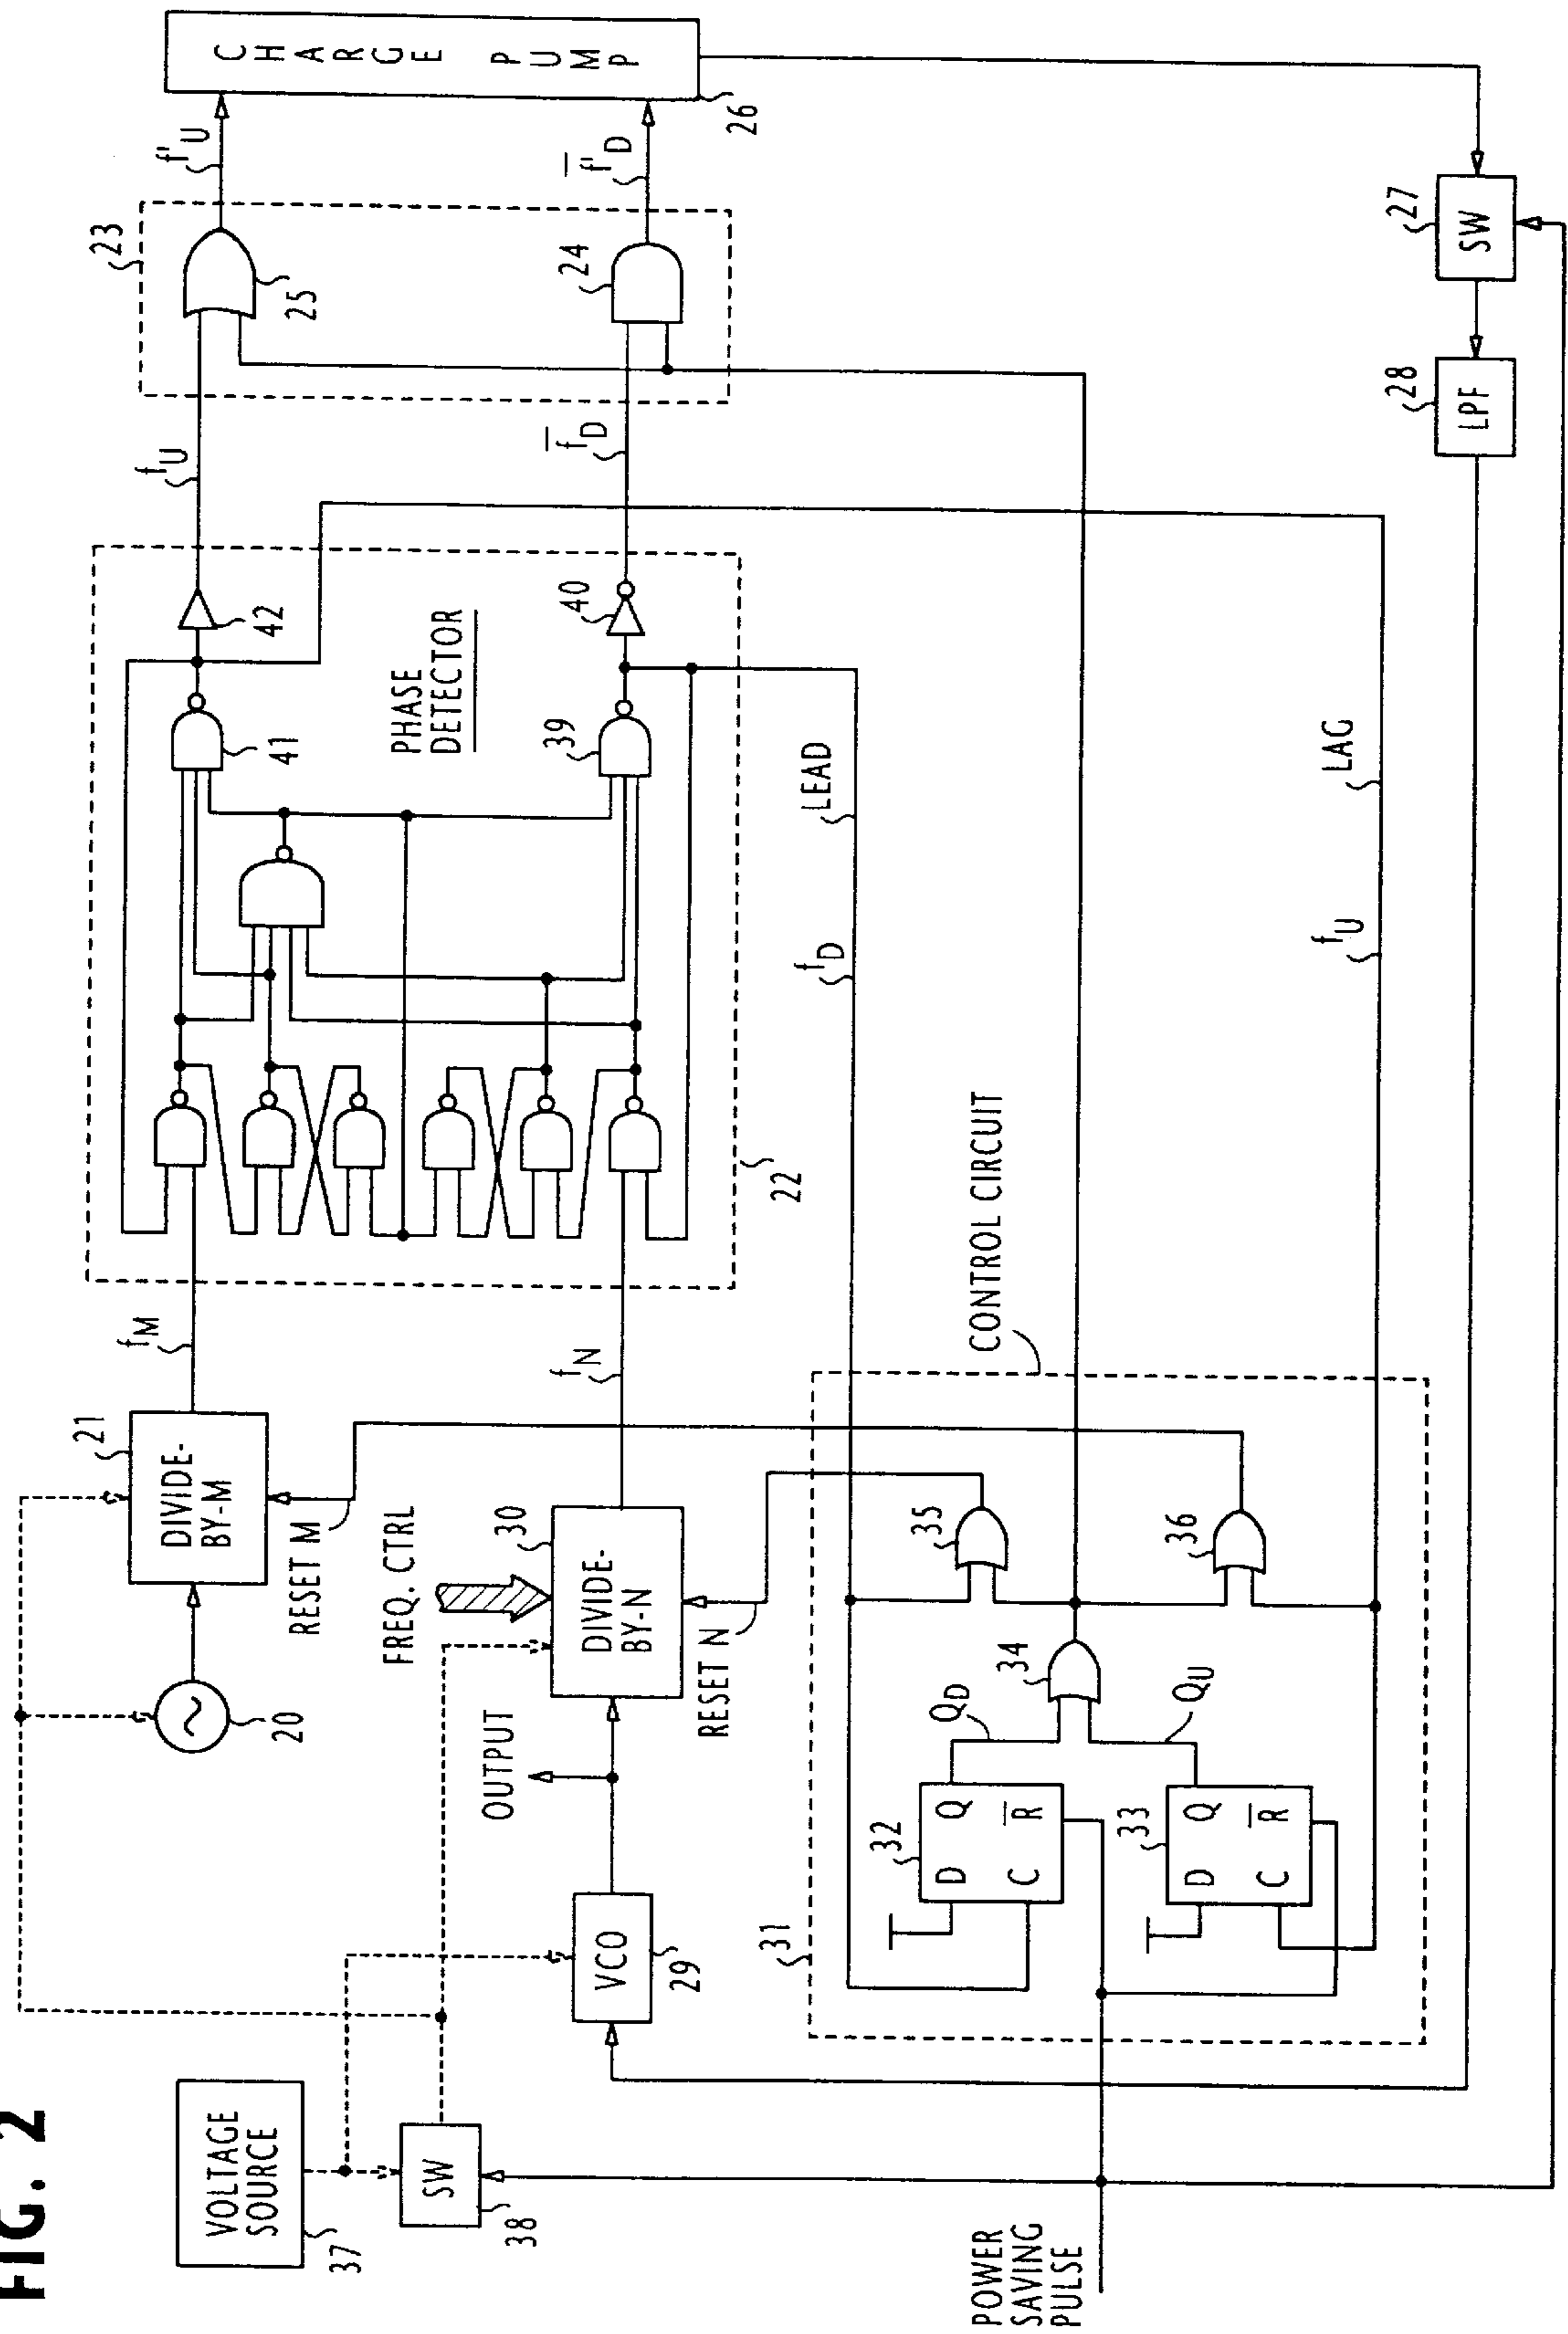 FIG. 2
VOLTAGE
SOURCE
37
SW
38
POWER
SAVING
PULSE
20
DIVIDE-
BY-M
21
RESET M
FREQ. CTRL
OUTPUT
VCO
29
DIVIDE-
BY-N
30
RESET N
fM
fN
PHASE
DETECTOR
22
41
42
39
40
fU
f̅D
23
25
24
f'U
f̅'D
CHARGE PUMP
26
LEAD
fD
LAG
fU
CONTROL CIRCUIT
31
32
D Q
C R̅
33
D Q
C R̅
QD
QU
34
35
36
27
SW
28
LPF